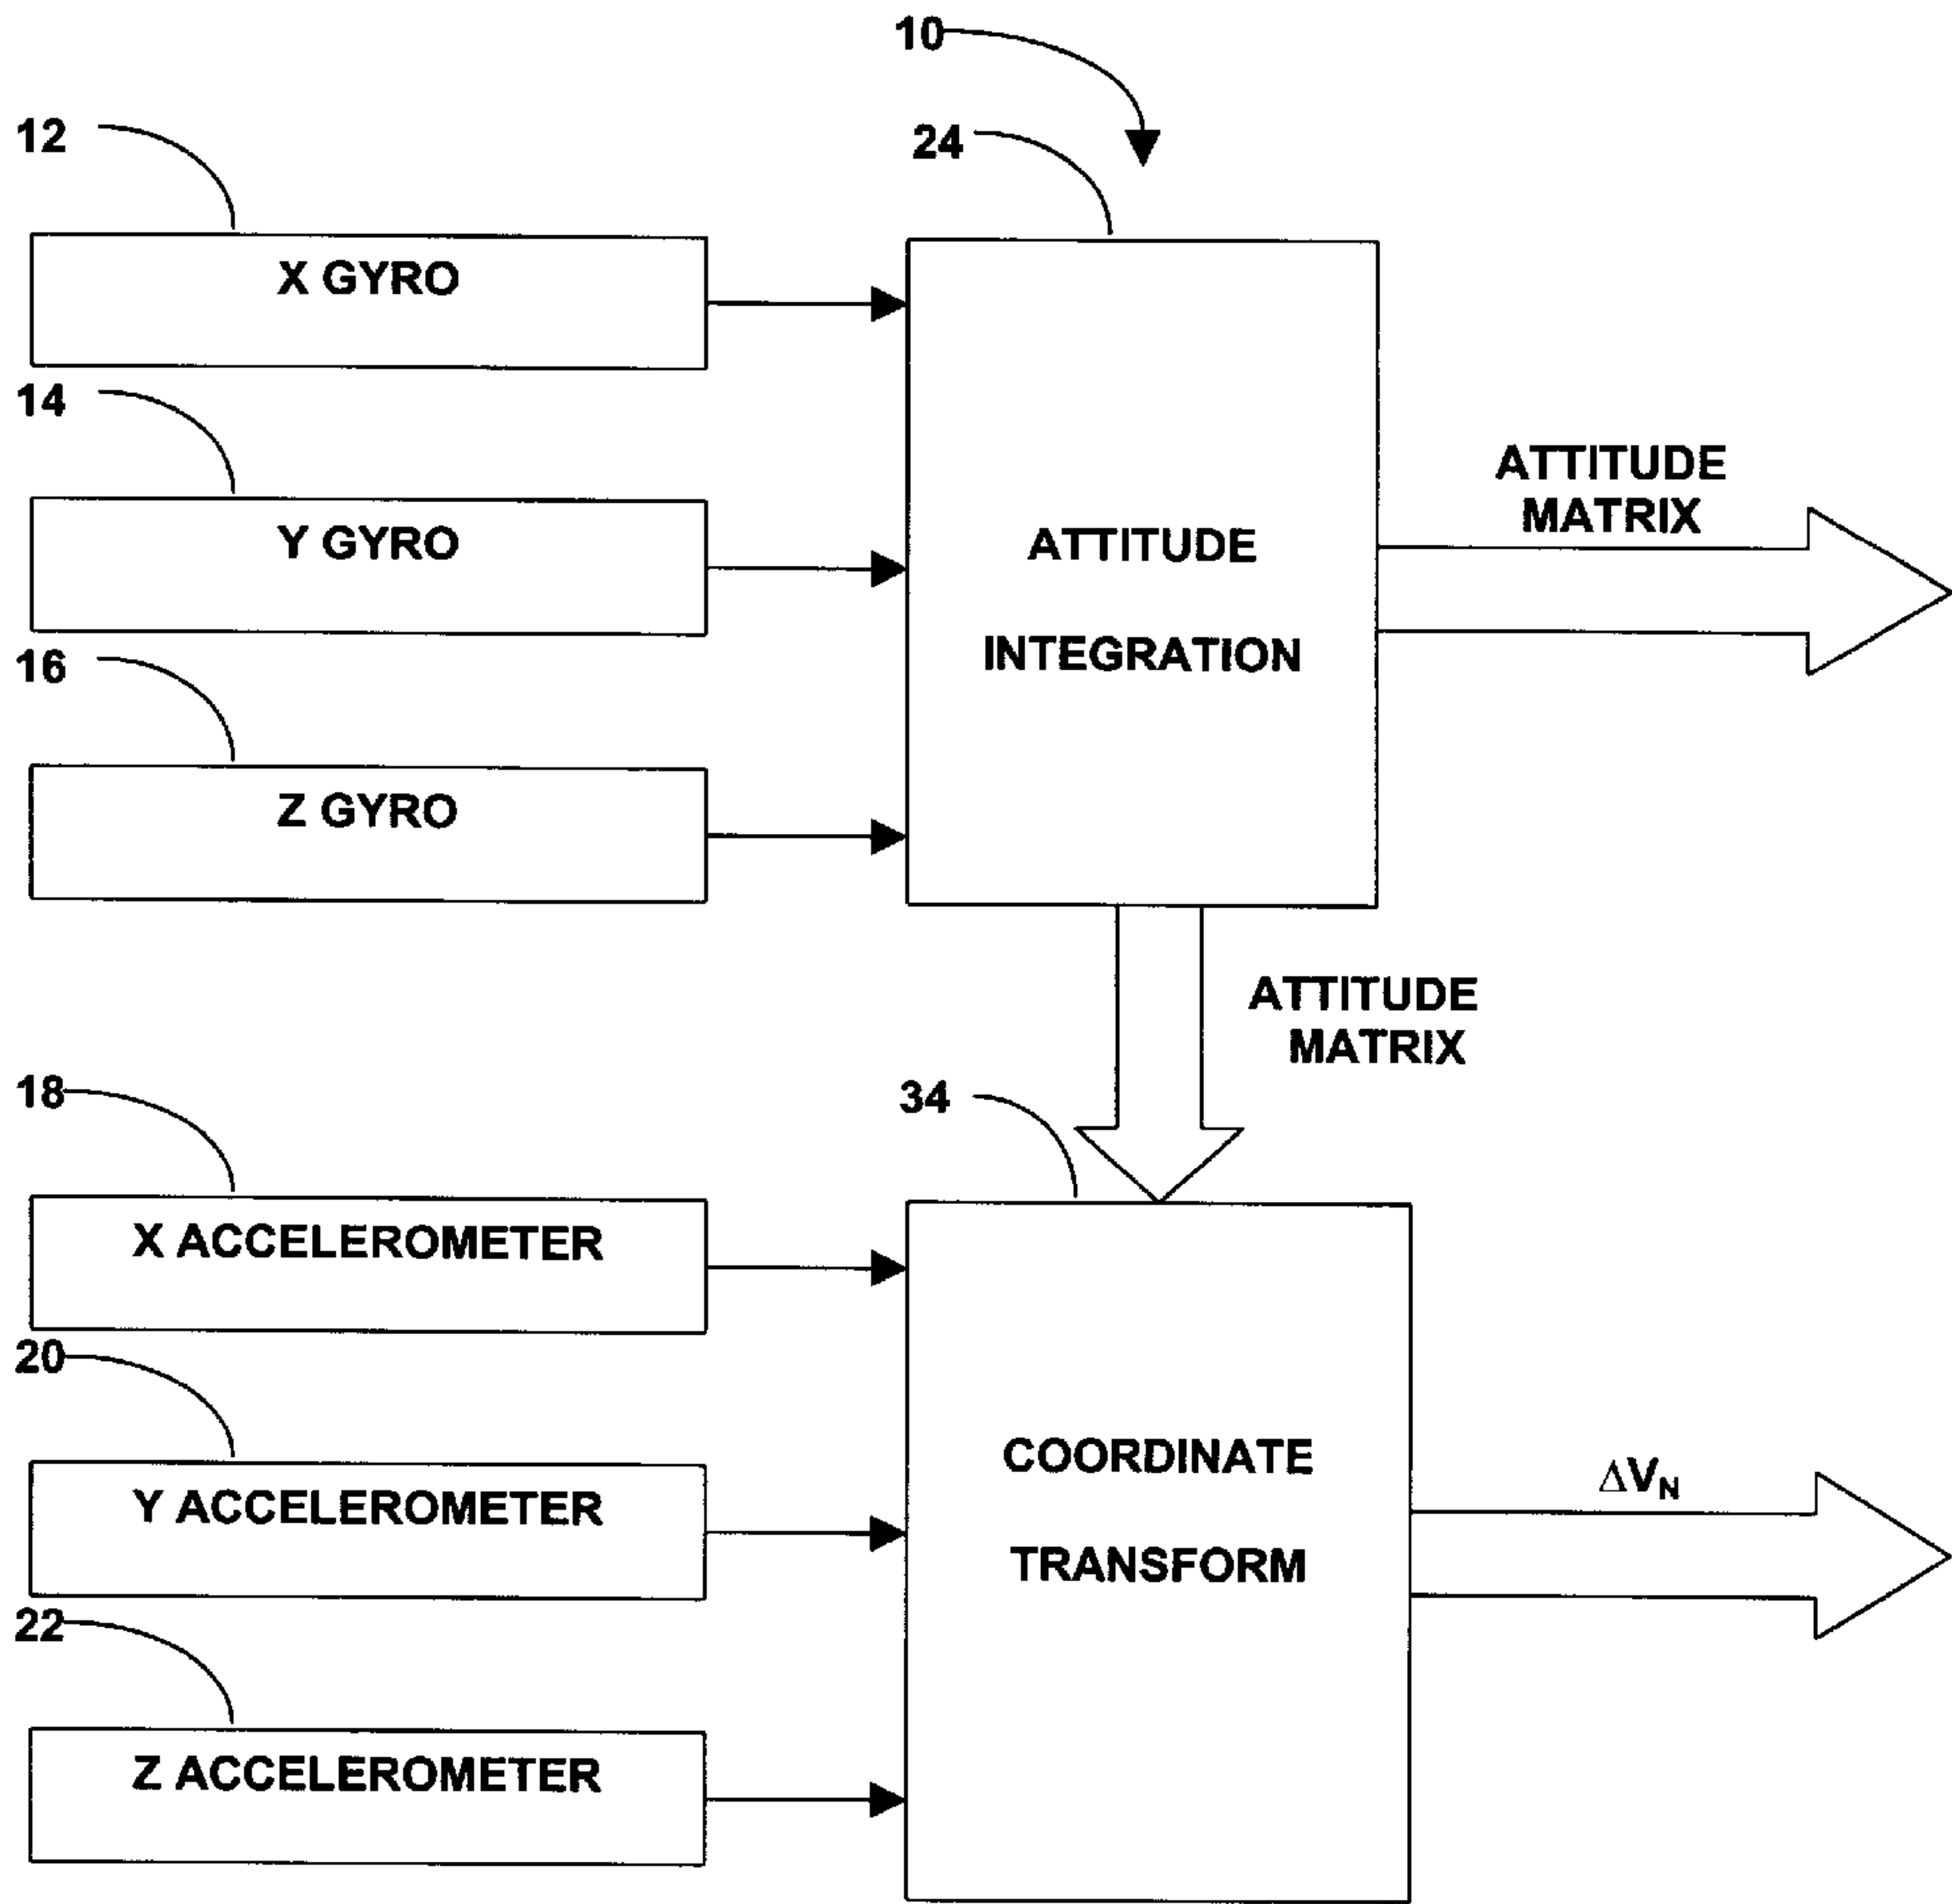 10
12
24
X GYRO
14
ATTITUDE
MATRIX
Y GYRO
ATTITUDE
INTEGRATION
16
Z GYRO
ATTITUDE
MATRIX
18
34
X ACCELEROMETER
20
COORDINATE
TRANSFORM
Y ACCELEROMETER
ΔVN
22
Z ACCELEROMETER